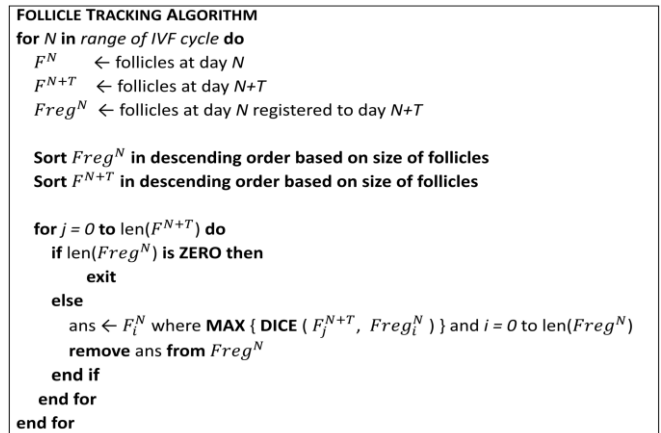 FOLLICLE TRACKING ALGORITHM
for N in range of IVF cycle do
F^N ← follicles at day N
F^{N+T} ← follicles at day N+T
Freg^N ← follicles at day N registered to day N+T
Sort Freg^N in descending order based on size of follicles
Sort F^{N+T} in descending order based on size of follicles
for j = 0 to len(F^{N+T}) do
if len(Freg^N) is ZERO then
exit
else
ans ← F_i^N where MAX { DICE ( F_j^{N+T}, Freg_i^N ) } and i = 0 to len(Freg^N)
remove ans from Freg^N
end if
end for
end for